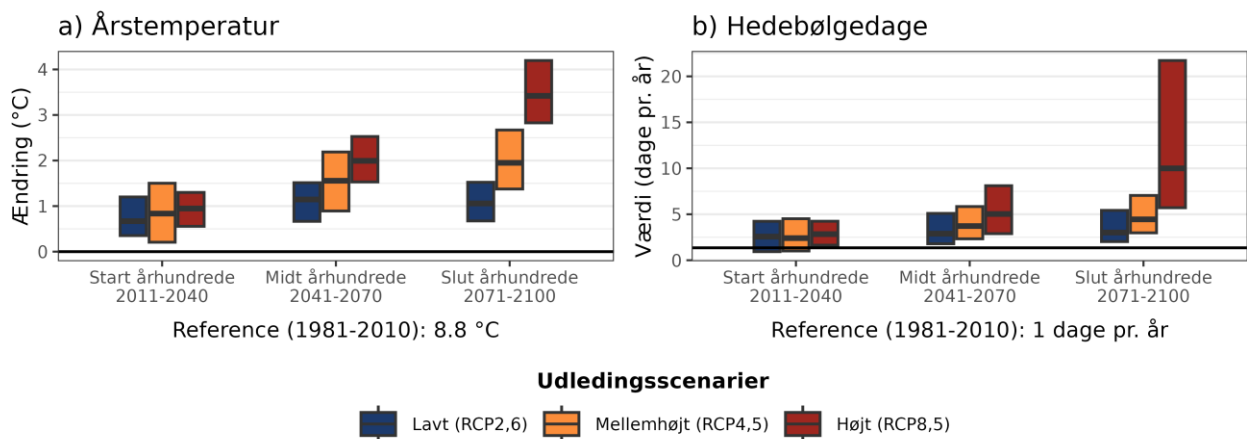 a) Årstemperatur
Ændring (°C)
4
3
2
1
0
Start århundrede
2011-2040
Midt århundrede
2041-2070
Slut århundrede
2071-2100
Reference (1981-2010): 8.8 °C
b) Hedebølgedage
Værdi (dage pr. år)
20
15
10
5
0
Start århundrede
2011-2040
Midt århundrede
2041-2070
Slut århundrede
2071-2100
Reference (1981-2010): 1 dage pr. år
Udledingsscenarier
Lavt (RCP2,6)
Mellemhøjt (RCP4,5)
Højt (RCP8,5)